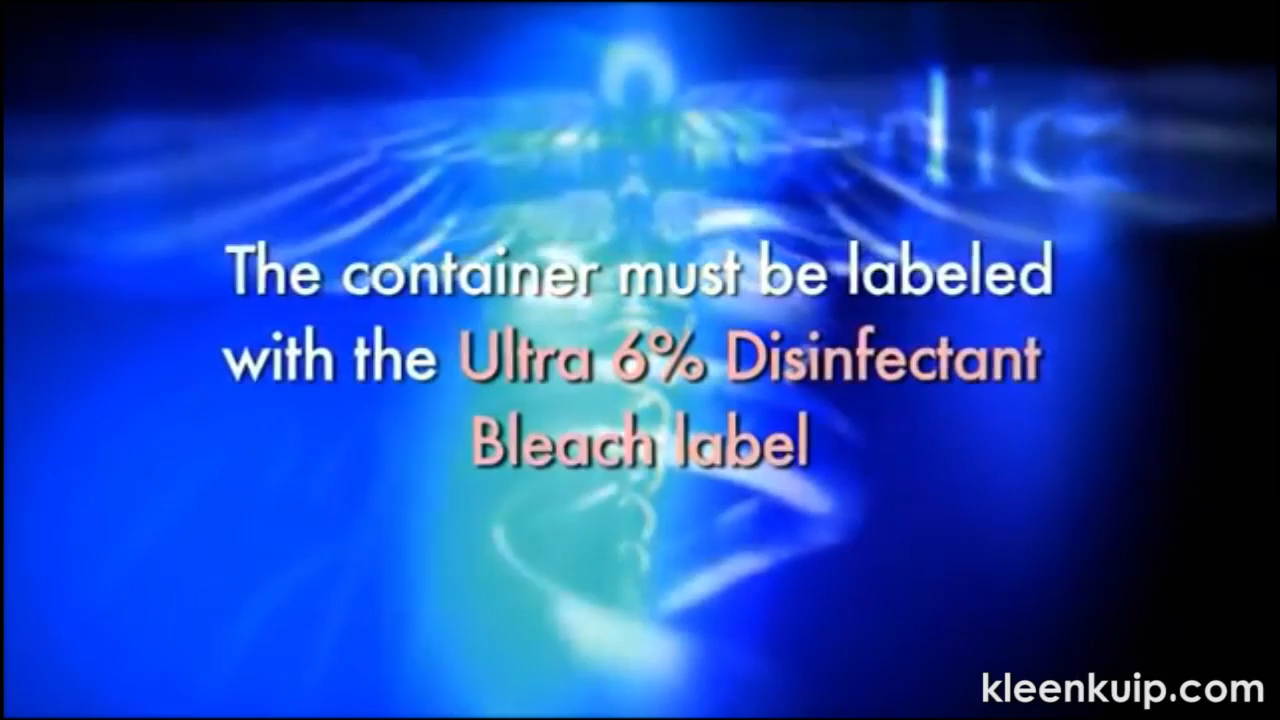 The container must be labeled
with the Ultra 6% Disinfectant
Bleach label
kleenkuip.com